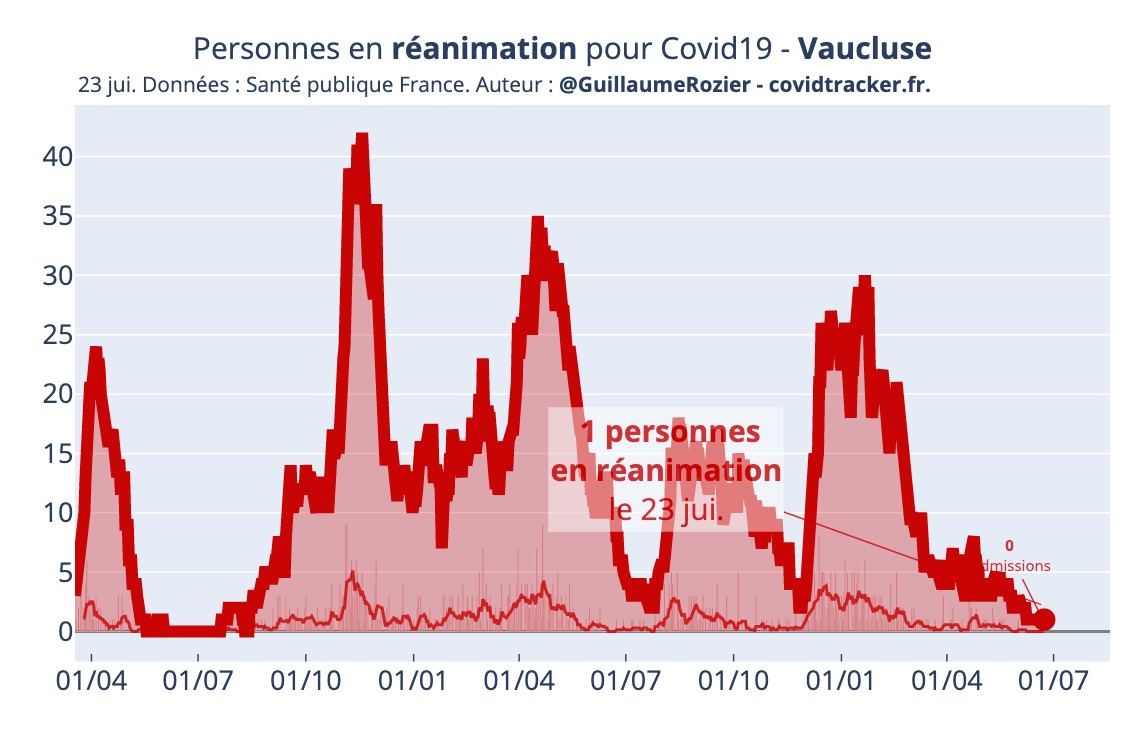 Personnes en réanimation pour Covid19 - Vaucluse
23 jui. Données : Santé publique France. Auteur : @GuillaumeRozier - covidtracker.fr.
40
35
30
25
20
15
10
5
0
1 personnes
en réanimation
le 23 jui.
0
dmissions
01/04 01/07 01/10 01/01 01/04 01/07 01/10 01/01 01/04 01/07